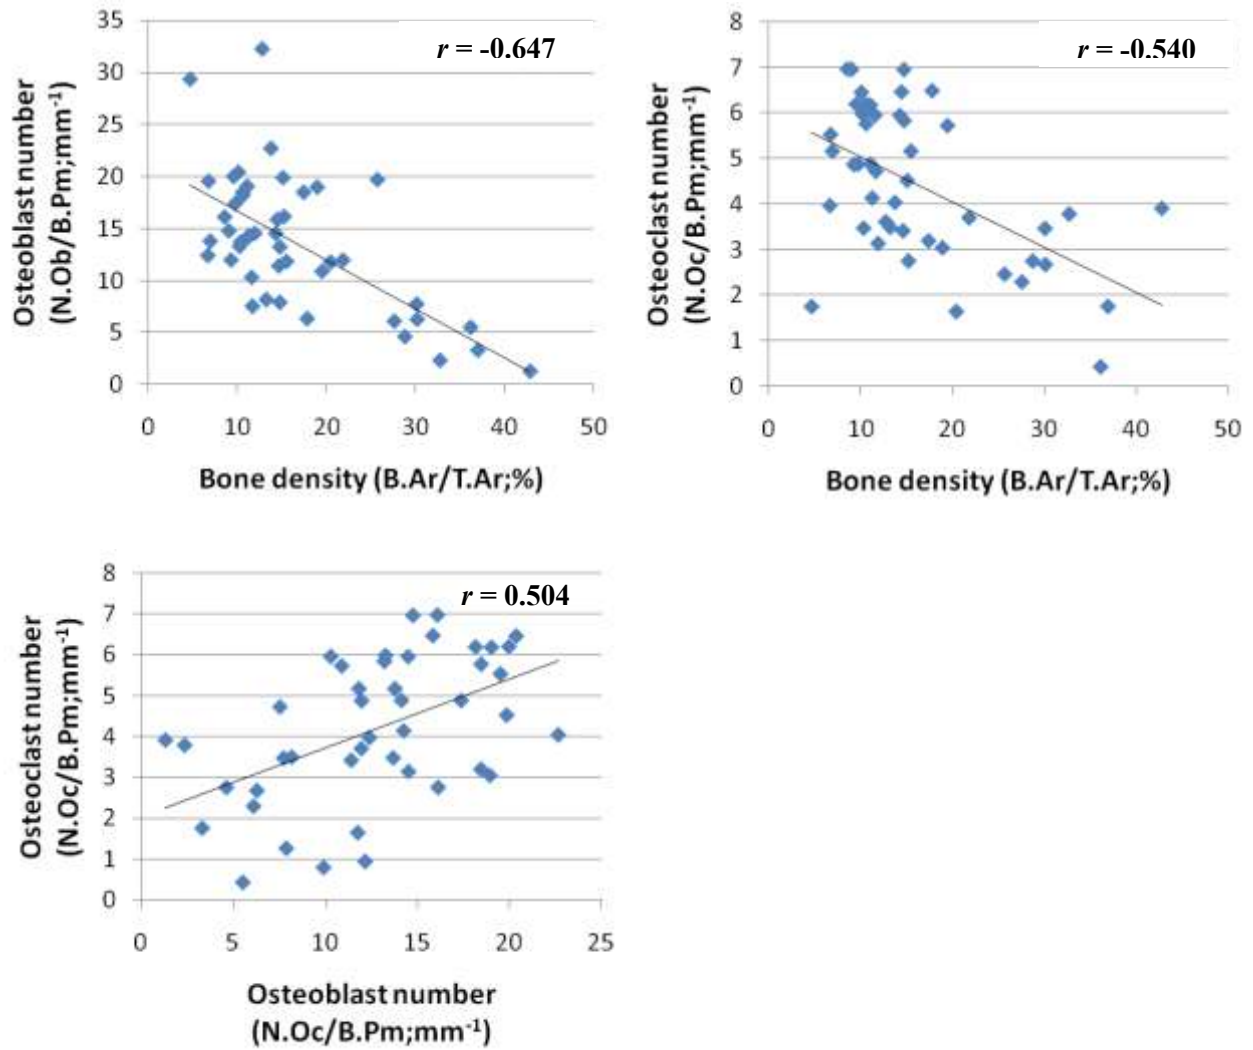 r = -0.647
35
30
25
20
15
10
5
0
Osteoblast number
(N.Ob/B.Pm;mm-1)
0 10 20 30 40 50
Bone density (B.Ar/T.Ar;%)
r = -0.540
8
7
6
5
4
3
2
1
0
Osteoclast number
(N.Oc/B.Pm;mm-1)
0 10 20 30 40 50
Bone density (B.Ar/T.Ar;%)
r = 0.504
8
7
6
5
4
3
2
1
0
Osteoclast number
(N.Oc/B.Pm;mm-1)
0 5 10 15 20 25
Osteoblast number
(N.Oc/B.Pm;mm-1)